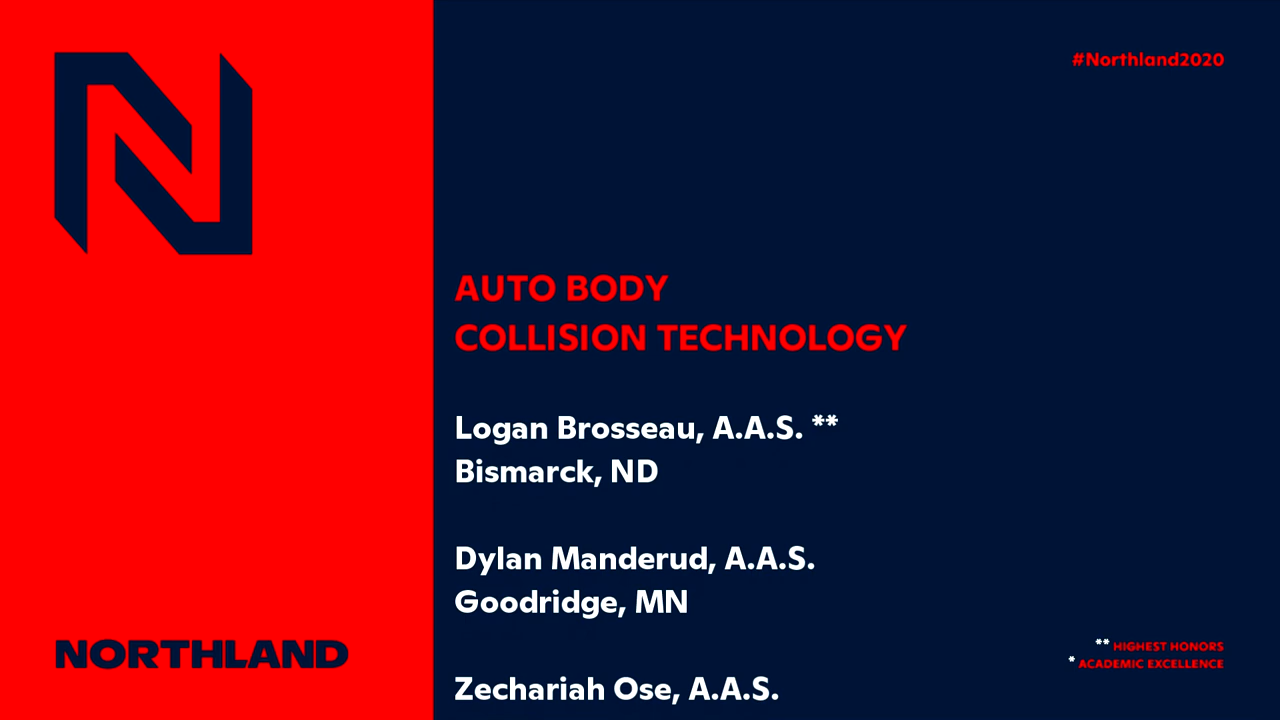 #Northland2020
AUTO BODY
COLLISION TECHNOLOGY
Logan Brosseau, A.A.S. **
Bismarck, ND
Dylan Manderud, A.A.S.
Goodridge, MN
Zechariah Ose, A.A.S.
NORTHLAND
** HIGHEST HONORS
* ACADEMIC EXCELLENCE